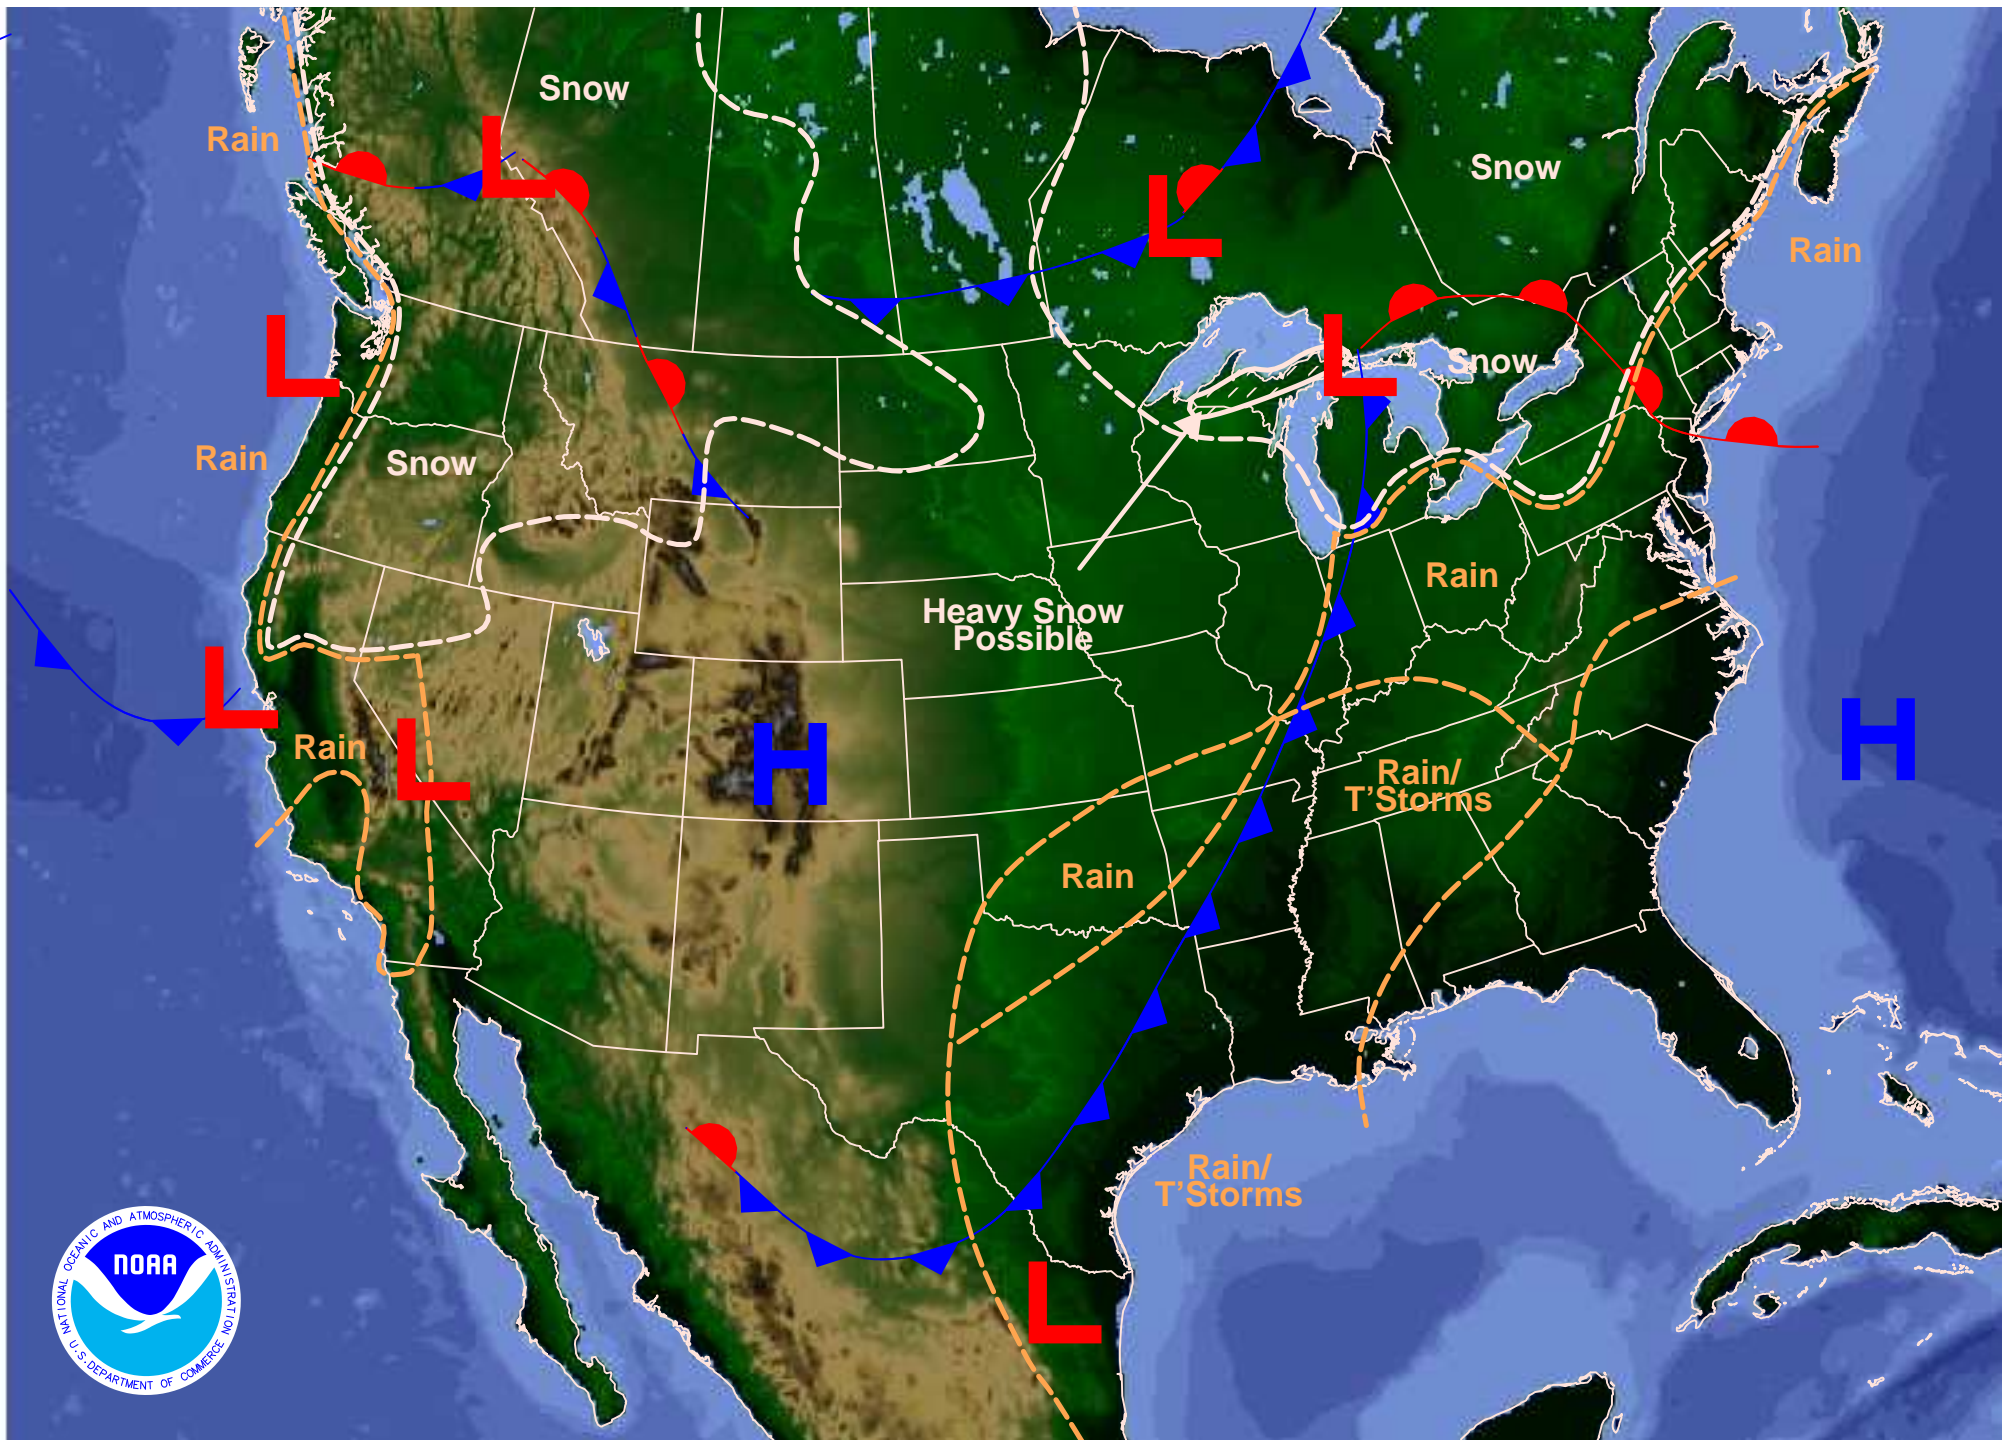 Snow
Rain
L
L
Snow
Rain
L
Snow
L
L
Rain
Snow
Heavy Snow
Possible
Rain
L
L
H
H
Rain
Rain/
T'Storms
Rain
Rain/
T'Storms
L
NATIONAL OCEANIC AND ATMOSPHERIC ADMINISTRATION
NOAA
U.S. DEPARTMENT OF COMMERCE